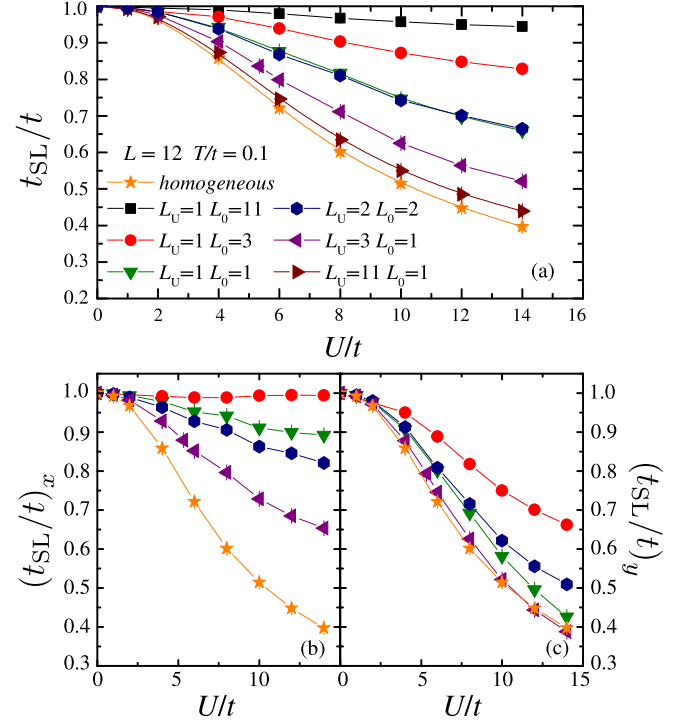 1.0
0.9
0.8
0.7
0.6
0.5
0.4
0.3
0.2
t_SL/t
L = 12 T/t = 0.1
homogeneous
L_U=1 L_0=11
L_U=2 L_0=2
L_U=1 L_0=3
L_U=3 L_0=1
L_U=1 L_0=1
L_U=11 L_0=1
(a)
0 2 4 6 8 10 12 14 16
U/t
1.0
0.9
0.8
0.7
0.6
0.5
0.4
0.3
(t_SL/t)_x
(b)
0 5 10
U/t
(c)
0 5 10 15
U/t
1.0
0.9
0.8
0.7
0.6
0.5
0.4
0.3
(t_SL/t)_y